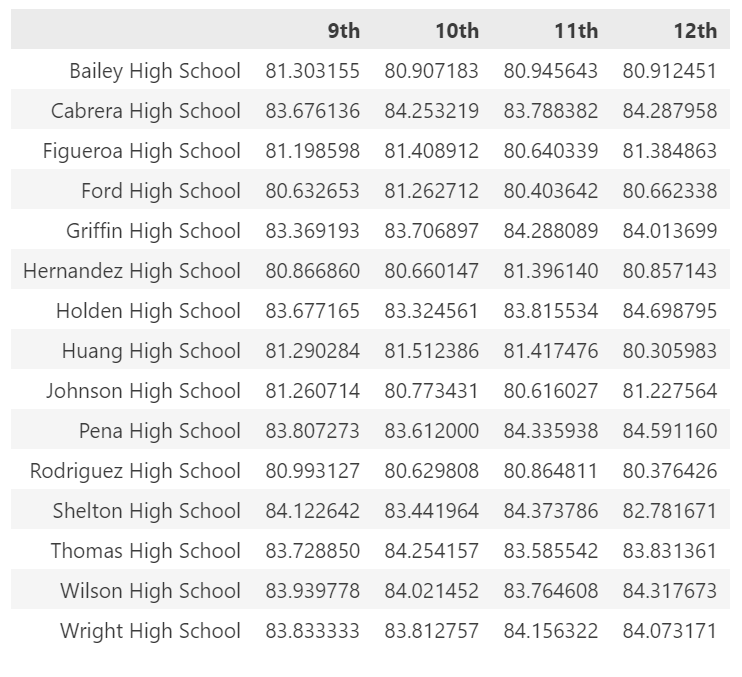 9th 10th 11th 12th
Bailey High School 81.303155 80.907183 80.945643 80.912451
Cabrera High School 83.676136 84.253219 83.788382 84.287958
Figueroa High School 81.198598 81.408912 80.640339 81.384863
Ford High School 80.632653 81.262712 80.403642 80.662338
Griffin High School 83.369193 83.706897 84.288089 84.013699
Hernandez High School 80.866860 80.660147 81.396140 80.857143
Holden High School 83.677165 83.324561 83.815534 84.698795
Huang High School 81.290284 81.512386 81.417476 80.305983
Johnson High School 81.260714 80.773431 80.616027 81.227564
Pena High School 83.807273 83.612000 84.335938 84.591160
Rodriguez High School 80.993127 80.629808 80.864811 80.376426
Shelton High School 84.122642 83.441964 84.373786 82.781671
Thomas High School 83.728850 84.254157 83.585542 83.831361
Wilson High School 83.939778 84.021452 83.764608 84.317673
Wright High School 83.833333 83.812757 84.156322 84.073171